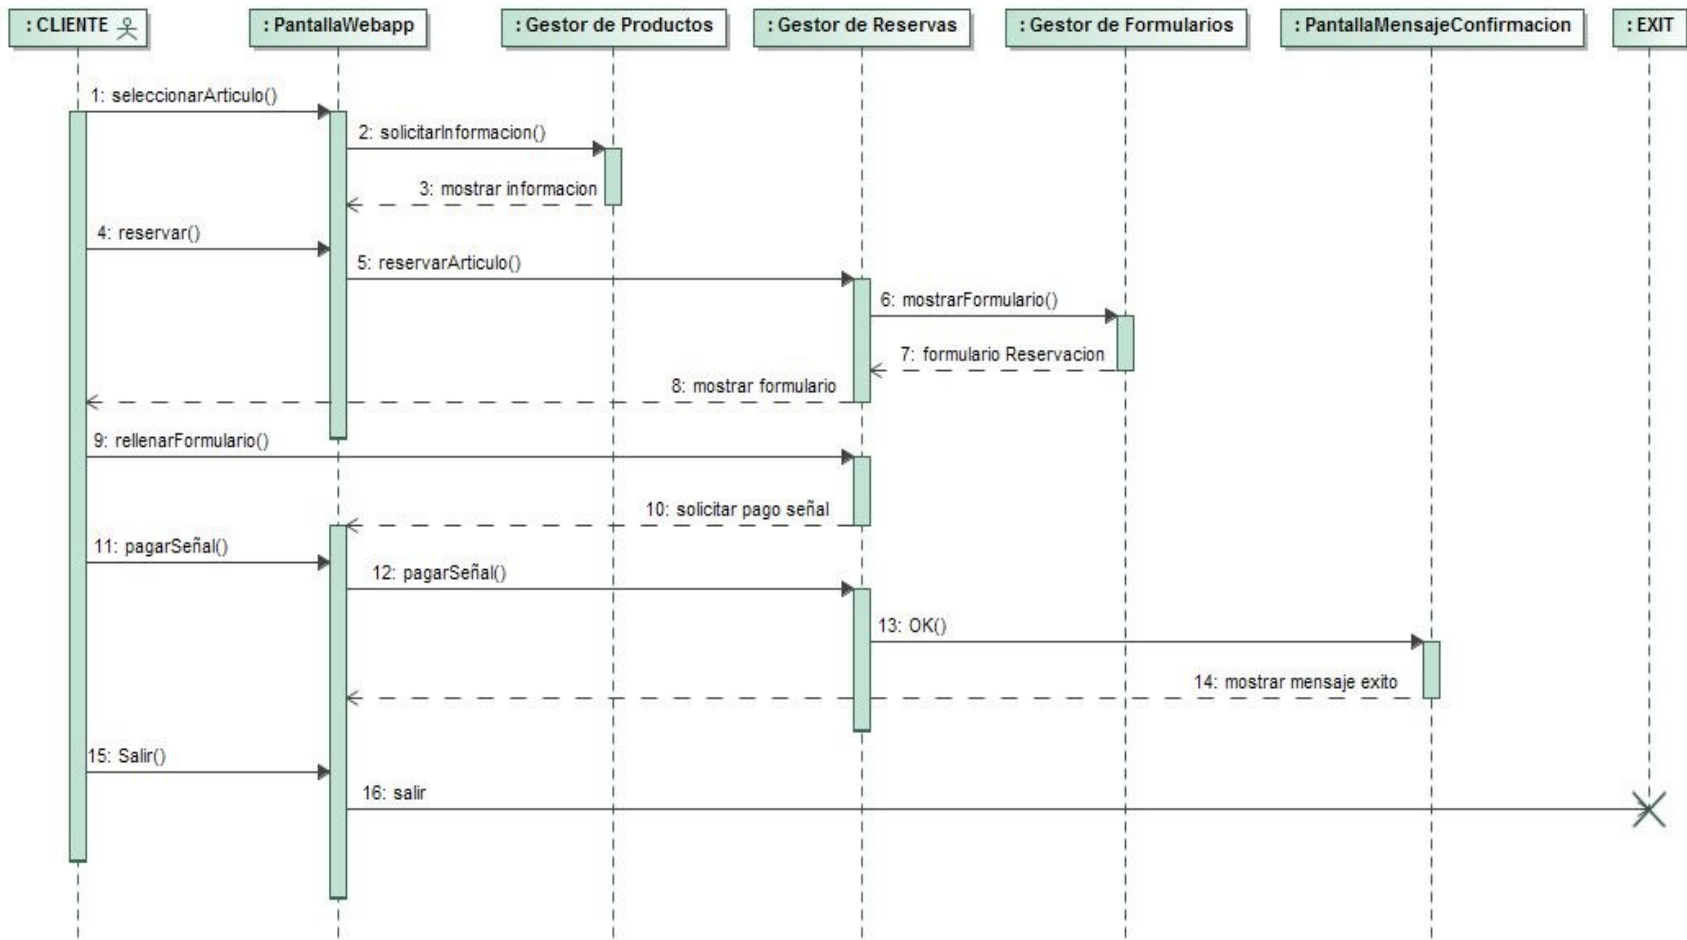 : CLIENTE
: PantallaWebapp
: Gestor de Productos
: Gestor de Reservas
: Gestor de Formularios
: PantallaMensajeConfirmacion
: EXIT
1: seleccionarArticulo()
2: solicitarInformacion()
3: mostrar informacion
4: reservar()
5: reservarArticulo()
6: mostrarFormulario()
7: formulario Reservacion
8: mostrar formulario
9: rellenarFormulario()
10: solicitar pago señal
11: pagarSeñal()
12: pagarSeñal()
13: OK()
14: mostrar mensaje exito
15: Salir()
16: salir